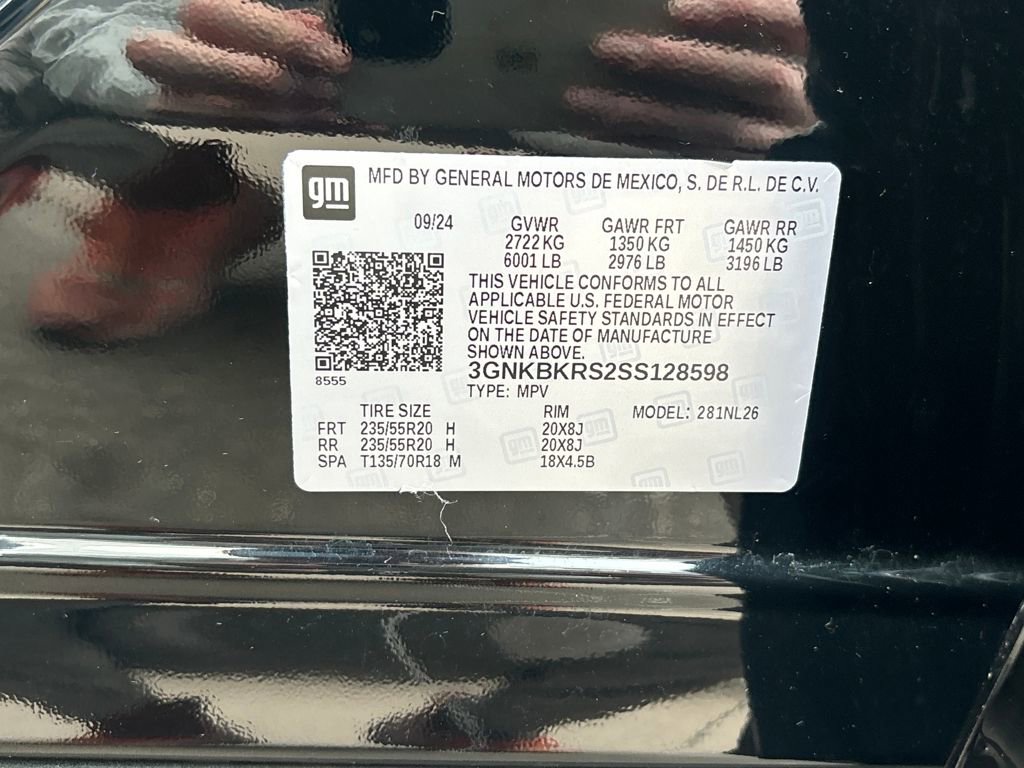 gm MFD BY GENERAL MOTORS DE MEXICO, S. DE R.L. DE C.V.
09/24 GVWR GAWR FRT GAWR RR
2722 KG 1350 KG 1450 KG
6001 LB 2976 LB 3196 LB
THIS VEHICLE CONFORMS TO ALL
APPLICABLE U.S. FEDERAL MOTOR
VEHICLE SAFETY STANDARDS IN EFFECT
ON THE DATE OF MANUFACTURE
SHOWN ABOVE.
8555 3GNKBKRS2SS128598
TYPE: MPV
TIRE SIZE RIM MODEL: 281NL26
FRT 235/55R20 H 20X8J
RR 235/55R20 H 20X8J
SPA T135/70R18 M 18X4.5B